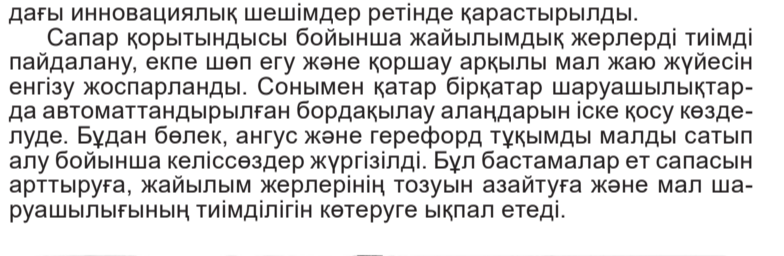 дағы инновациялық шешімдер ретінде қарастырылды.
Сапар қорытындысы бойынша жайылымдық жерлерді тиімді
пайдалану, екпе шөп егу және қоршау арқылы мал жаю жүйесін
енгізу жоспарланды. Сонымен қатар бірқатар шаруашылықтар-
да автоматтандырылған бордақылау алаңдарын іске қосу көзде-
луде. Бұдан бөлек, ангус және герефорд тұқымды малды сатып
алу бойынша келіссөздер жүргізілді. Бұл бастамалар ет сапасын
арттыруға, жайылым жерлерінің тозуын азайтуға және мал ша-
руашылығының тиімділігін көтеруге ықпал етеді.